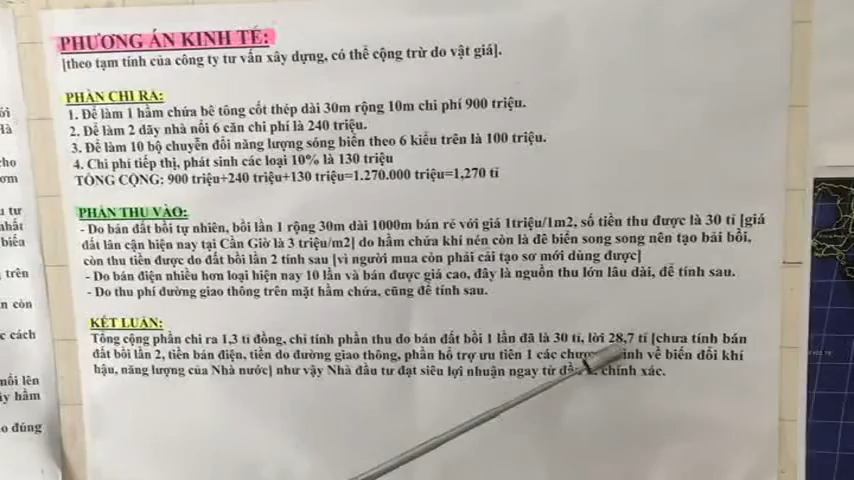 PHƯƠNG ÁN KINH TẾ:
[theo tạm tính của công ty tư vấn xây dựng, có thể cộng trừ do vật giá].
PHẦN CHI RA:
1. Để làm 1 hầm chứa bê tông cốt thép dài 30m rộng 10m chi phí 900 triệu.
2. Để làm 2 dãy nhà nổi 6 căn chi phí là 240 triệu.
3. Để làm 10 bộ chuyển đổi năng lượng sóng biển theo 6 kiểu trên là 100 triệu.
4. Chi phí tiếp thị, phát sinh các loại 10% là 130 triệu
TỔNG CỘNG: 900 triệu+240 triệu+130 triệu=1.270.000 triệu=1,270 tỉ
PHẦN THU VÀO:
- Do bán đất bồi tự nhiên, bồi lần 1 rộng 30m dài 1000m bán rẻ với giá 1triệu/1m2, số tiền thu được là 30 tỉ [giá
đất lân cận hiện nay tại Cần Giờ là 3 triệu/m2] do hầm chứa khí nén còn là đê biển song song nên tạo bãi bồi,
còn thu tiền được do đất bồi lần 2 tính sau [vì người mua còn phải cải tạo sơ mới dùng được]
- Do bán điện nhiều hơn loại hiện nay 10 lần và bán được giá cao, đây là nguồn thu lớn lâu dài, để tính sau.
- Do thu phí đường giao thông trên mặt hầm chứa, cũng để tính sau.
KẾT LUẬN:
Tổng cộng phần chi ra 1,3 tỉ đồng, chỉ tính phần thu do bán đất bồi 1 lần đã là 30 tỉ, lời 28,7 tỉ [chưa tính bán
đất bồi lần 2, tiền bán điện, tiền do đường giao thông, phần hỗ trợ ưu tiên 1 các về biến đổi khí
hậu, năng lượng của Nhà nước] như vậy Nhà đầu tư đạt siêu lợi nhuận ngay từ chính xác.
ới
Hà
cho
ơm
u tư
nhất
biển
trên
n còn
c cách
nổi lên
y hầm
o đúng